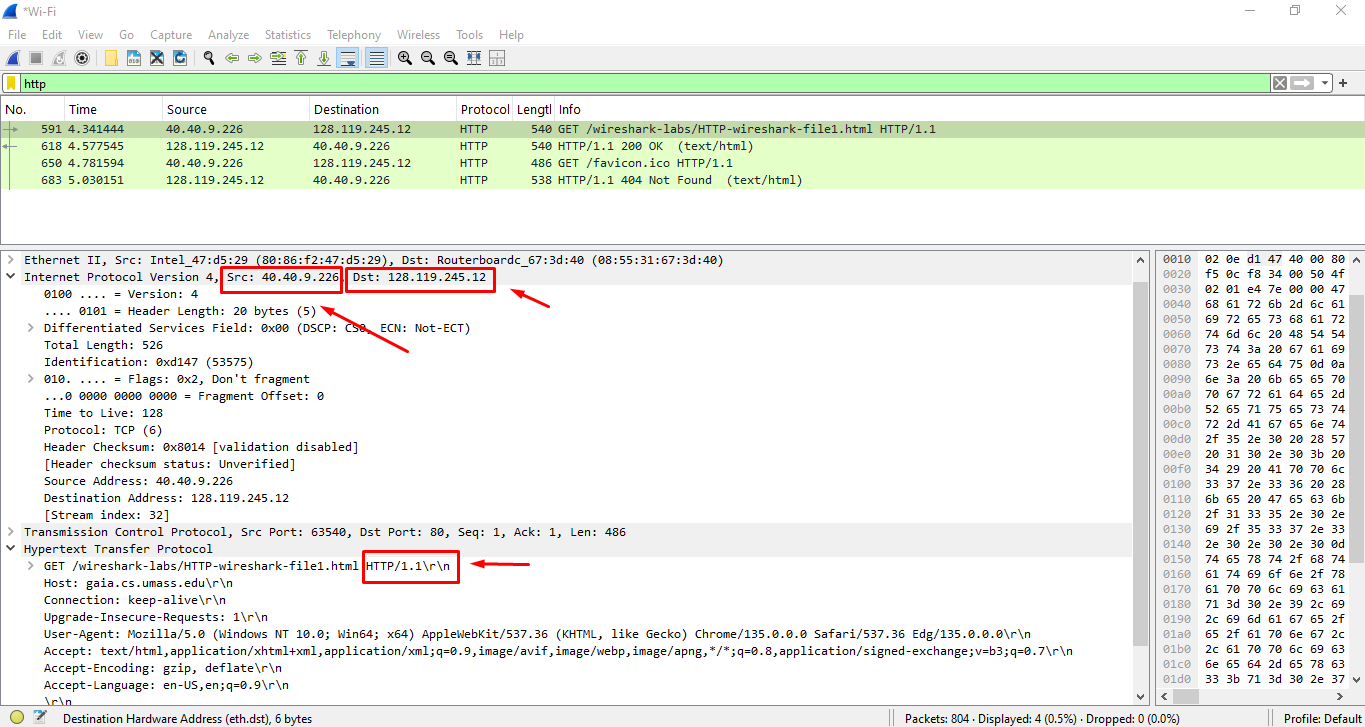 *Wi-Fi
File Edit View Go Capture Analyze Statistics Telephony Wireless Tools Help
http
No. Time Source Destination Protocol Lengtl Info
591 4.341444 40.40.9.226 128.119.245.12 HTTP 540 GET /wireshark-labs/HTTP-wireshark-file1.html HTTP/1.1
618 4.577545 128.119.245.12 40.40.9.226 HTTP 540 HTTP/1.1 200 OK (text/html)
650 4.781594 40.40.9.226 128.119.245.12 HTTP 486 GET /favicon.ico HTTP/1.1
683 5.030151 128.119.245.12 40.40.9.226 HTTP 538 HTTP/1.1 404 Not Found (text/html)
Ethernet II, Src: Intel_47:d5:29 (80:86:f2:47:d5:29), Dst: Routerboardc_67:3d:40 (08:55:31:67:3d:40)
Internet Protocol Version 4, Src: 40.40.9.226, Dst: 128.119.245.12
0100 .... = Version: 4
.... 0101 = Header Length: 20 bytes (5)
Differentiated Services Field: 0x00 (DSCP: CS0, ECN: Not-ECT)
Total Length: 526
Identification: 0xd147 (53575)
010. .... = Flags: 0x2, Don't fragment
...0 0000 0000 0000 = Fragment Offset: 0
Time to Live: 128
Protocol: TCP (6)
Header Checksum: 0x8014 [validation disabled]
[Header checksum status: Unverified]
Source Address: 40.40.9.226
Destination Address: 128.119.245.12
[Stream index: 32]
Transmission Control Protocol, Src Port: 63540, Dst Port: 80, Seq: 1, Ack: 1, Len: 486
Hypertext Transfer Protocol
GET /wireshark-labs/HTTP-wireshark-file1.html HTTP/1.1\r\n
Host: gaia.cs.umass.edu\r\n
Connection: keep-alive\r\n
Upgrade-Insecure-Requests: 1\r\n
User-Agent: Mozilla/5.0 (Windows NT 10.0; Win64; x64) AppleWebKit/537.36 (KHTML, like Gecko) Chrome/135.0.0.0 Safari/537.36 Edg/135.0.0.0\r\n
Accept: text/html,application/xhtml+xml,application/xml;q=0.9,image/avif,image/webp,image/apng,*/*;q=0.8,application/signed-exchange;v=b3;q=0.7\r\n
Accept-Encoding: gzip, deflate\r\n
Accept-Language: en-US,en;q=0.9\r\n
\r\n
0010 02 0e d1 47 40 00 80
0020 f5 0c f8 34 00 50 4f
0030 02 01 e4 7e 00 00 47
0040 68 61 72 6b 2d 6c 61
0050 69 72 65 73 68 61 72
0060 74 6d 6c 20 48 54 54
0070 73 74 3a 20 67 61 69
0080 73 2e 65 64 75 0d 0a
0090 6e 3a 20 6b 65 65 70
00a0 70 67 72 61 64 65 2d
00b0 52 65 71 75 65 73 74
00c0 72 2d 41 67 65 6e 74
00d0 2f 35 2e 30 20 28 57
00e0 20 31 30 2e 30 3b 20
00f0 34 29 20 41 70 70 6c
0100 33 37 2e 33 36 20 28
0110 6b 65 20 47 65 63 6b
0120 2f 31 33 35 2e 30 2e
0130 69 2f 35 33 37 2e 33
0140 2e 30 2e 30 2e 30 0d
0150 74 65 78 74 2f 68 74
0160 61 74 69 6f 6e 2f 78
0170 61 70 70 6c 69 63 61
0180 71 3d 30 2e 39 2c 69
0190 2c 69 6d 61 67 65 2f
01a0 65 2f 61 70 6e 67 2c
01b0 2c 61 70 70 6c 69 63
01c0 6e 65 64 2d 65 78 63
01d0 33 3b 71 3d 30 2e 37
Destination Hardware Address (eth.dst), 6 bytes
Packets: 804 · Displayed: 4 (0.5%) · Dropped: 0 (0.0%)
Profile: Default